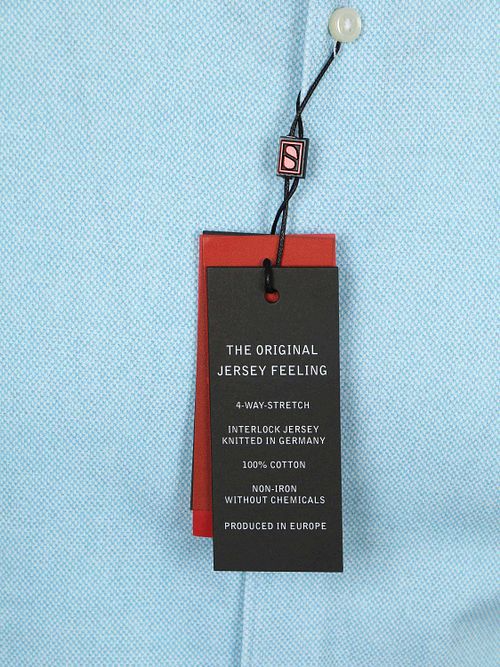 S
THE ORIGINAL
JERSEY FEELING
4-WAY-STRETCH
INTERLOCK JERSEY
KNITTED IN GERMANY
100% COTTON
NON-IRON
WITHOUT CHEMICALS
PRODUCED IN EUROPE